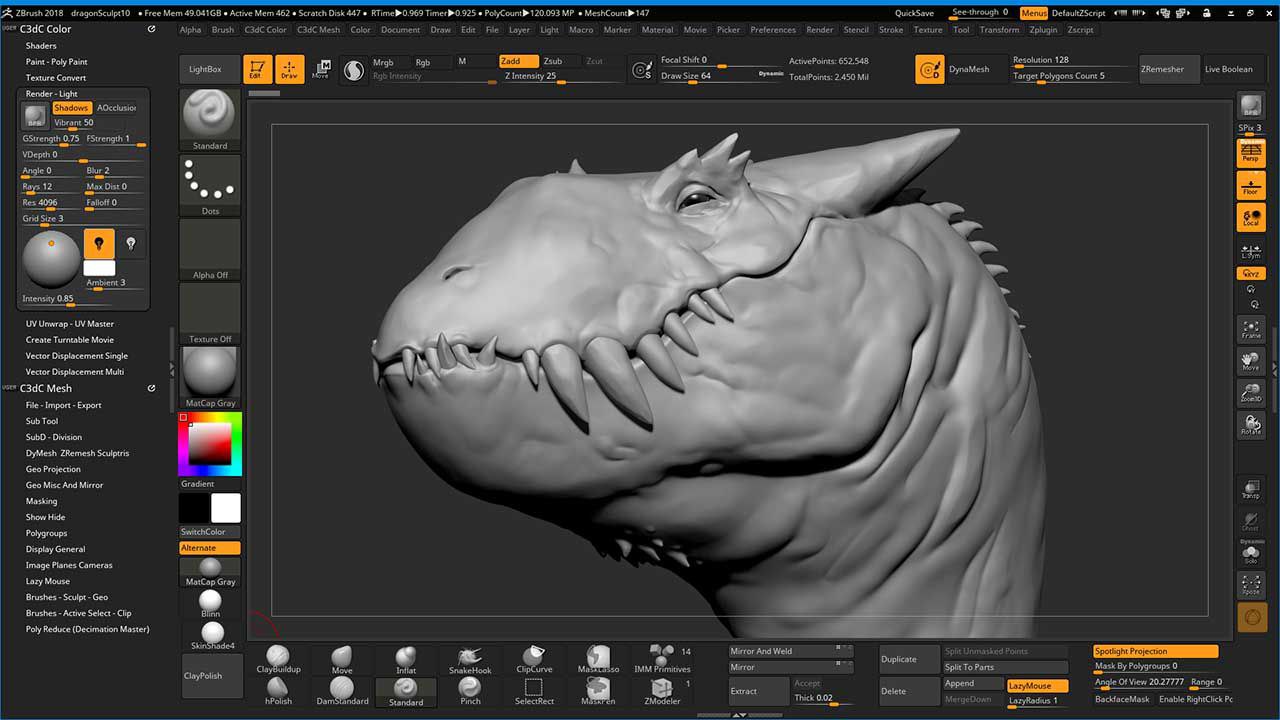 ZBrush 2018 dragonSculpt10 • Free Mem 49.041GB • Active Mem 462 • Scratch Disk 447 • RTime▶0.969 Timer▶0.925 • PolyCount▶120.093 MP • MeshCount▶147 QuickSave See-through 0 Menus DefaultZScript
C3dC Color
Alpha Brush C3dC Color C3dC Mesh Color Document Draw Edit File Layer Light Macro Marker Material Movie Picker Preferences Render Stencil Stroke Texture Tool Transform Zplugin Zscript
Shaders
Paint - Poly Paint
Texture Convert
Render - Light
Shadows AOcclusion
BPR
Vibrant 50
GStrength 0.75 FStrength 1
VDepth 0
Angle 0 Blur 2
Rays 12 Max Dist 0
Res 4096 Falloff 0
Grid Size 3
Ambient 3
Intensity 0.85
UV Unwrap - UV Master
Create Turntable Movie
Vector Displacement Single
Vector Displacement Multi
C3dC Mesh
File - Import - Export
Sub Tool
SubD - Division
DyMesh ZRemesh Sculptris
Geo Projection
Geo Misc And Mirror
Masking
Show Hide
Polygroups
Display General
Image Planes Cameras
Lazy Mouse
Brushes - Sculpt - Geo
Brushes - Active Select - Clip
Poly Reduce (Decimation Master)
LightBox
Edit
Draw
Move
Mrgb Rgb M Zadd Zsub Zcut
Rgb Intensity Z Intensity 25
Focal Shift 0
Draw Size 64 Dynamic
ActivePoints: 652,548
TotalPoints: 2.450 Mil
DynaMesh
Resolution 128
Target Polygons Count 5
ZRemesher
Live Boolean
Standard
Dots
Alpha Off
Texture Off
MatCap Gray
Gradient
SwitchColor
Alternate
MatCap Gray
Blinn
SkinShade4
ClayPolish
BPR
SPix 3
Dynamic
Persp
Floor
Local
L.Sym
XYZ
Frame
Move
Zoom3D
Rotate
Transp
Ghost
Dynamic
Solo
Xpose
ClayBuildup Move Inflat SnakeHook ClipCurve MaskLasso IMM Primitives 14
hPolish DamStandard Standard Pinch SelectRect MaskPen ZModeler 1
Mirror And Weld
Mirror
Extract
Accept
Thick 0.02
Duplicate
Delete
Split Unmasked Points
Split To Parts
Append
MergeDown
LazyMouse
LazyRadius 1
Spotlight Projection
Mask By Polygroups 0
Angle Of View 20.27777 Range 0
BackfaceMask Enable RightClick Pc